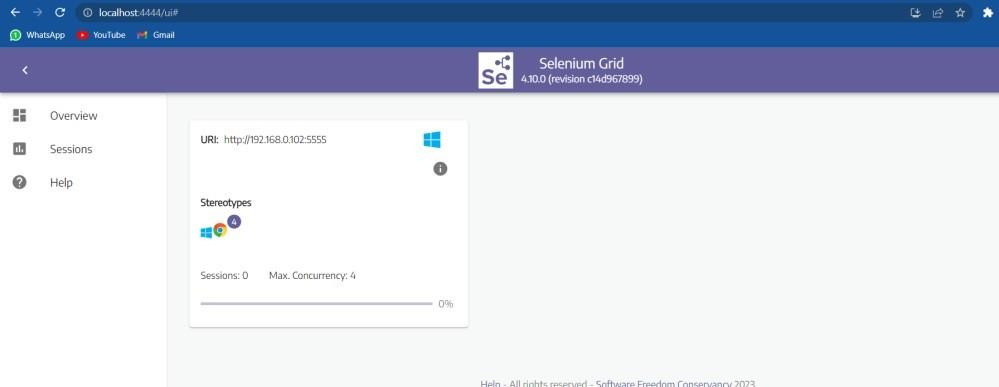 localhost:4444/ui#
WhatsApp YouTube Gmail
Se
Selenium Grid
4.10.0 (revision c14d967899)
Overview
Sessions
Help
URI: http://192.168.0.102:5555
Stereotypes
4
Sessions: 0 Max. Concurrency: 4
0%
Help - All rights reserved - Software Freedom Conservancy 2023